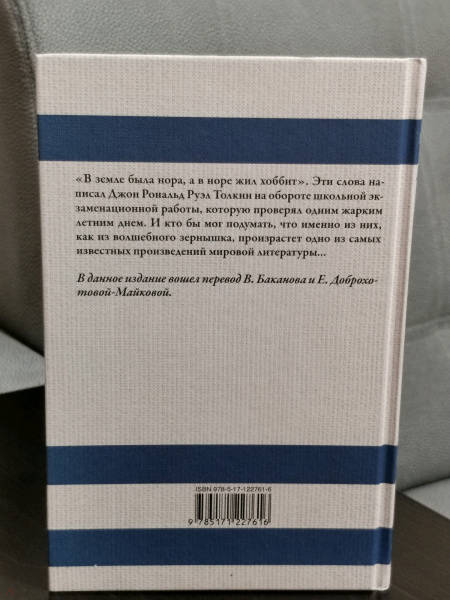 «В земле была нора, а в норе жил хоббит». Эти слова на-
писал Джон Рональд Руэл Толкин на обороте школьной эк-
заменационной работы, которую проверял одним жарким
летним днем. И кто бы мог подумать, что именно из них,
как из волшебного зернышка, произрастет одно из самых
известных произведений мировой литературы...
В данное издание вошел перевод В. Баканова и Е. Доброхо-
товой-Майковой.
ISBN 978-5-17-122761-6
9 785171 227616